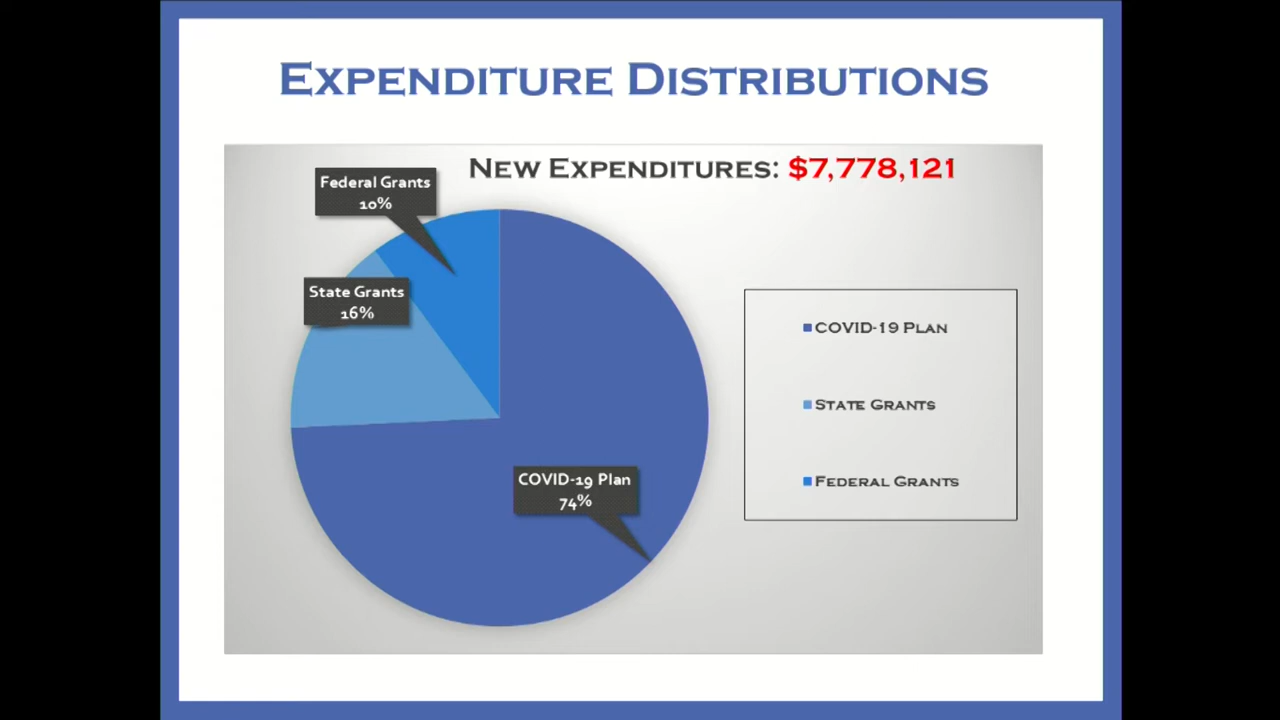 Expenditure Distributions
New Expenditures: $7,778,121
Federal Grants
10%
State Grants
16%
COVID-19 Plan
74%
COVID-19 Plan
State Grants
Federal Grants